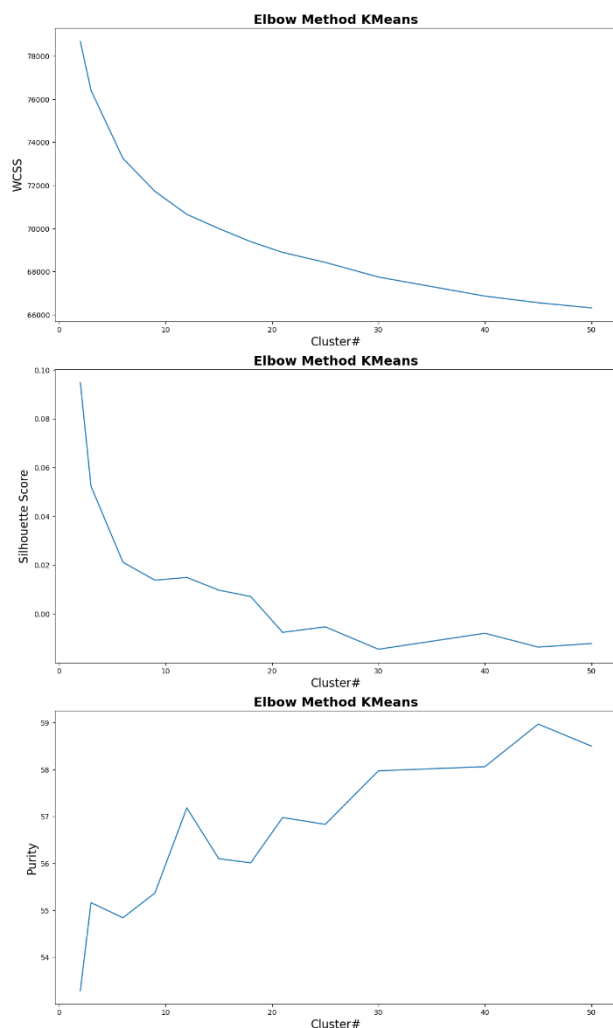 Elbow Method KMeans
78000
76000
74000
72000
70000
68000
66000
WCSS
0 10 20 30 40 50
Cluster#
Elbow Method KMeans
0.10
0.08
0.06
0.04
0.02
0.00
Silhouette Score
0 10 20 30 40 50
Cluster#
Elbow Method KMeans
59
58
57
56
55
54
Purity
0 10 20 30 40 50
Cluster#